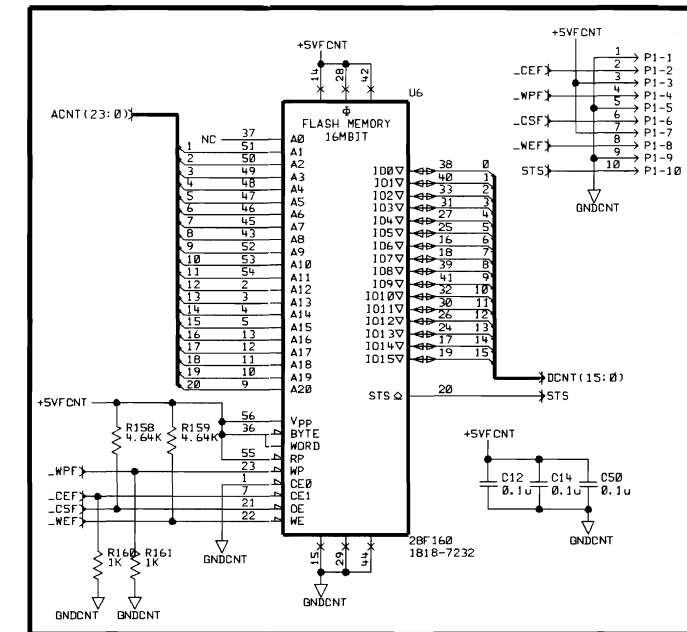 +5VFCNT
14 28 42
U6
ACNT(23:0)
Φ
FLASH MEMORY
16MBIT
NC 37 A0
1 51 A1
2 50 A2
3 49 A3
4 48 A4
5 47 A5
6 46 A6
7 45 A7
8 43 A8
9 52 A9
10 53 A10
11 54 A11
12 2 A12
13 3 A13
14 4 A14
15 5 A15
16 13 A16
17 12 A17
18 11 A18
19 10 A19
20 9 A20
IO0 38 0
IO1 40 1
IO2 33 2
IO3 31 3
IO4 27 4
IO5 25 5
IO6 16 6
IO7 18 7
IO8 39 8
IO9 41 9
IO10 32 10
IO11 30 11
IO12 26 12
IO13 24 13
IO14 17 14
IO15 19 15
DCNT(15:0)
STS 20 STS
+5VFCNT
R158
4.64K
R159
4.64K
56 VPP
36 BYTE
WORD
55 RP
_WPF 23 WP
1 CE0
_CEF 7 CE1
_CSF 21 OE
_WEF 22 WE
R160
1K
R161
1K
GNDCNT
GNDCNT
GNDCNT
15 29 44
GNDCNT
28F160
1818-7232
+5VFCNT
1 P1-1
_CEF 2 P1-2
3 P1-3
_WPF 4 P1-4
5 P1-5
_CSF 6 P1-6
7 P1-7
_WEF 8 P1-8
9 P1-9
STS 10 P1-10
GNDCNT
+5VFCNT
C12
0.1u
C14
0.1u
C50
0.1u
GNDCNT